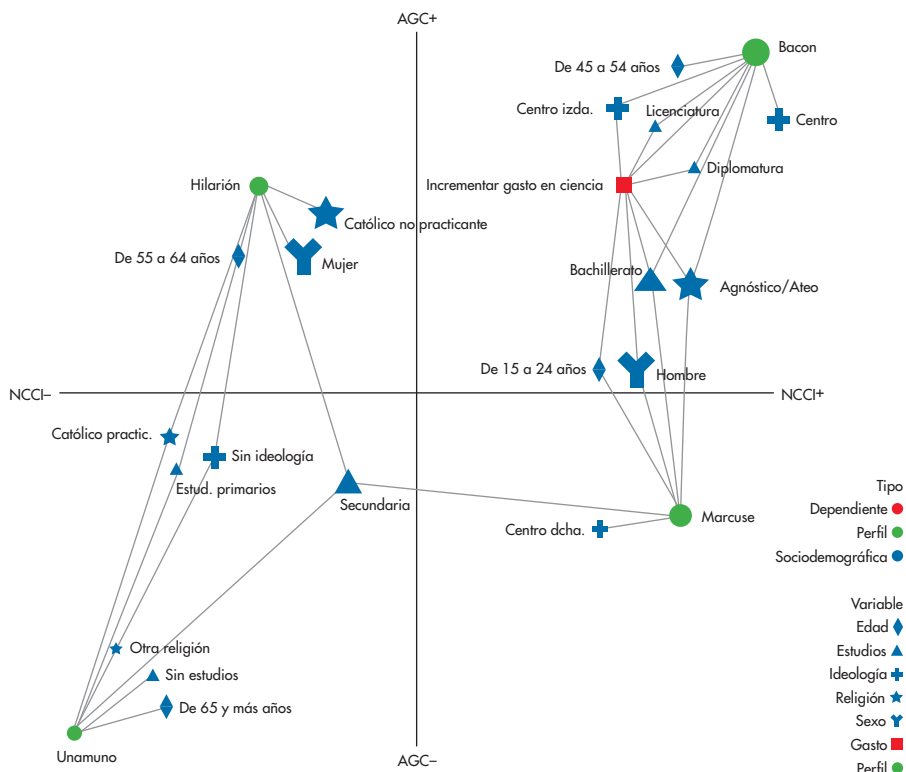 AGC+
Bacon
De 45 a 54 años
Centro izda.
Licenciatura
Centro
Diplomatura
Hilarión
Incrementar gasto en ciencia
Católico no practicante
De 55 a 64 años
Mujer
Bachillerato
Agnóstico/Ateo
De 15 a 24 años
Hombre
NCCI–
NCCI+
Católico practic.
Sin ideología
Estud. primarios
Secundaria
Marcuse
Centro dcha.
Tipo
Dependiente
Perfil
Sociodemográfica
Variable
Edad
Estudios
Ideología
Religión
Sexo
Gasto
Perfil
Otra religión
Sin estudios
De 65 y más años
Unamuno
AGC–